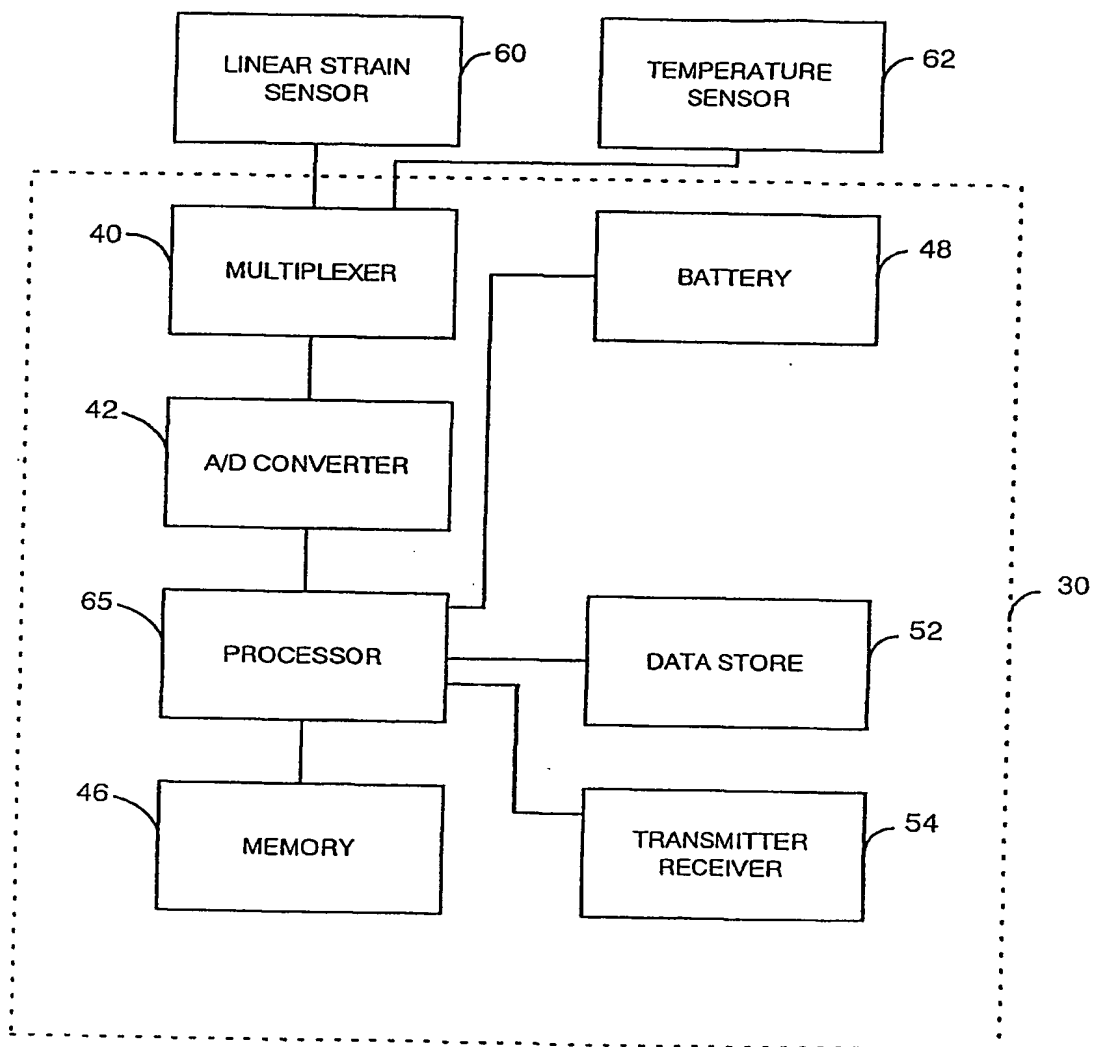 LINEAR STRAIN
SENSOR
60
TEMPERATURE
SENSOR
62
40
MULTIPLEXER
BATTERY
48
42
A/D CONVERTER
65
PROCESSOR
DATA STORE
52
30
46
MEMORY
TRANSMITTER
RECEIVER
54